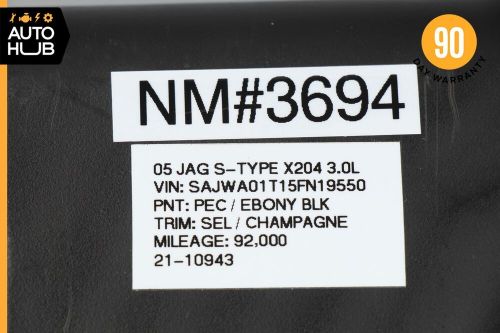 AUTO
HUB
90
DAY WARRANTY
NM#3694
05 JAG S-TYPE X204 3.0L
VIN: SAJWA01T15FN19550
PNT: PEC / EBONY BLK
TRIM: SEL / CHAMPAGNE
MILEAGE: 92,000
21-10943